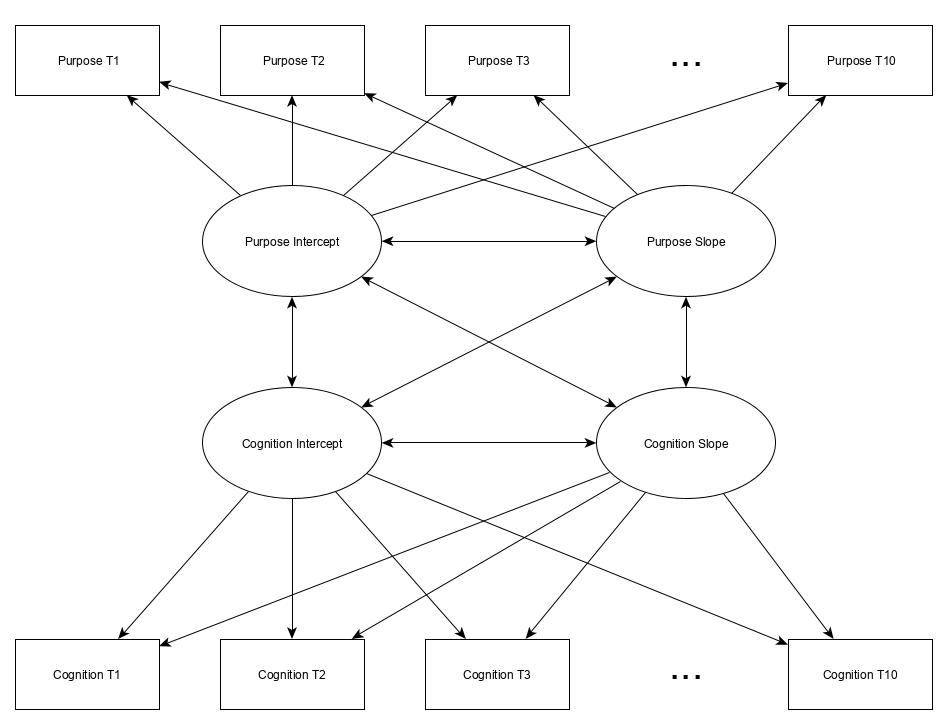 Purpose T1
Purpose T2
Purpose T3
...
Purpose T10
Purpose Intercept
Purpose Slope
Cognition Intercept
Cognition Slope
Cognition T1
Cognition T2
Cognition T3
...
Cognition T10